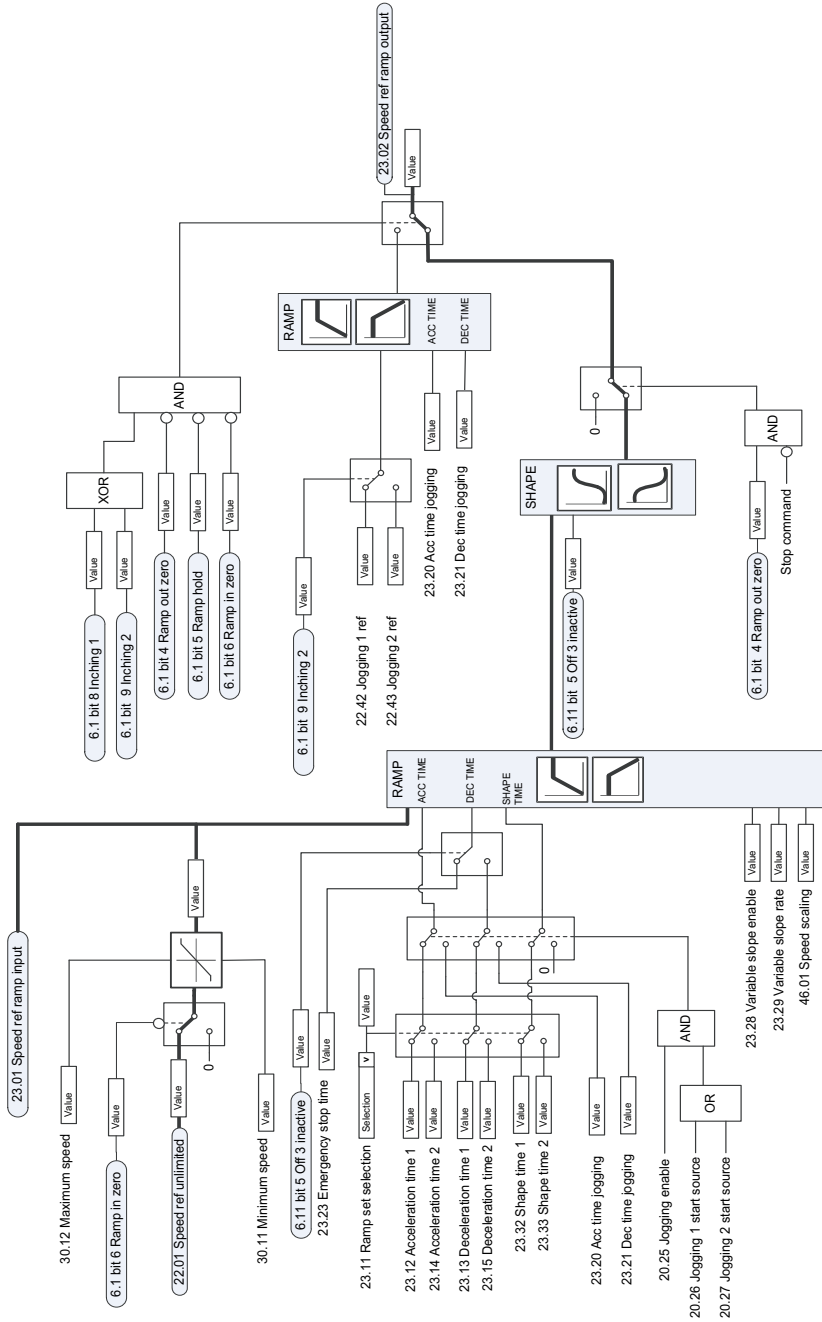 23.01 Speed ref ramp input
30.12 Maximum speed
Value
6.1 bit 6 Ramp in zero
Value
22.01 Speed ref unlimited
Value
0
Value
30.11 Minimum speed
Value
6.11 bit 5 Off 3 inactive
Value
23.23 Emergency stop time
Value
23.11 Ramp set selection
Selection
v
Value
23.12 Acceleration time 1
Value
23.14 Acceleration time 2
Value
23.13 Deceleration time 1
Value
23.15 Deceleration time 2
Value
23.32 Shape time 1
Value
23.33 Shape time 2
Value
0
23.20 Acc time jogging
Value
23.21 Dec time jogging
Value
20.25 Jogging enable
AND
20.26 Jogging 1 start source
20.27 Jogging 2 start source
OR
RAMP
ACC TIME
DEC TIME
SHAPE
TIME
23.28 Variable slope enable
Value
23.29 Variable slope rate
Value
46.01 Speed scaling
Value
6.1 bit 8 Inching 1
Value
6.1 bit 9 Inching 2
Value
XOR
6.1 bit 4 Ramp out zero
Value
6.1 bit 5 Ramp hold
Value
6.1 bit 6 Ramp in zero
Value
AND
6.1 bit 9 Inching 2
Value
22.42 Jogging 1 ref
Value
22.43 Jogging 2 ref
Value
23.20 Acc time jogging
Value
23.21 Dec time jogging
Value
RAMP
ACC TIME
DEC TIME
23.02 Speed ref ramp output
Value
SHAPE
6.11 bit 5 Off 3 inactive
Value
0
6.1 bit 4 Ramp out zero
Value
Stop command
AND